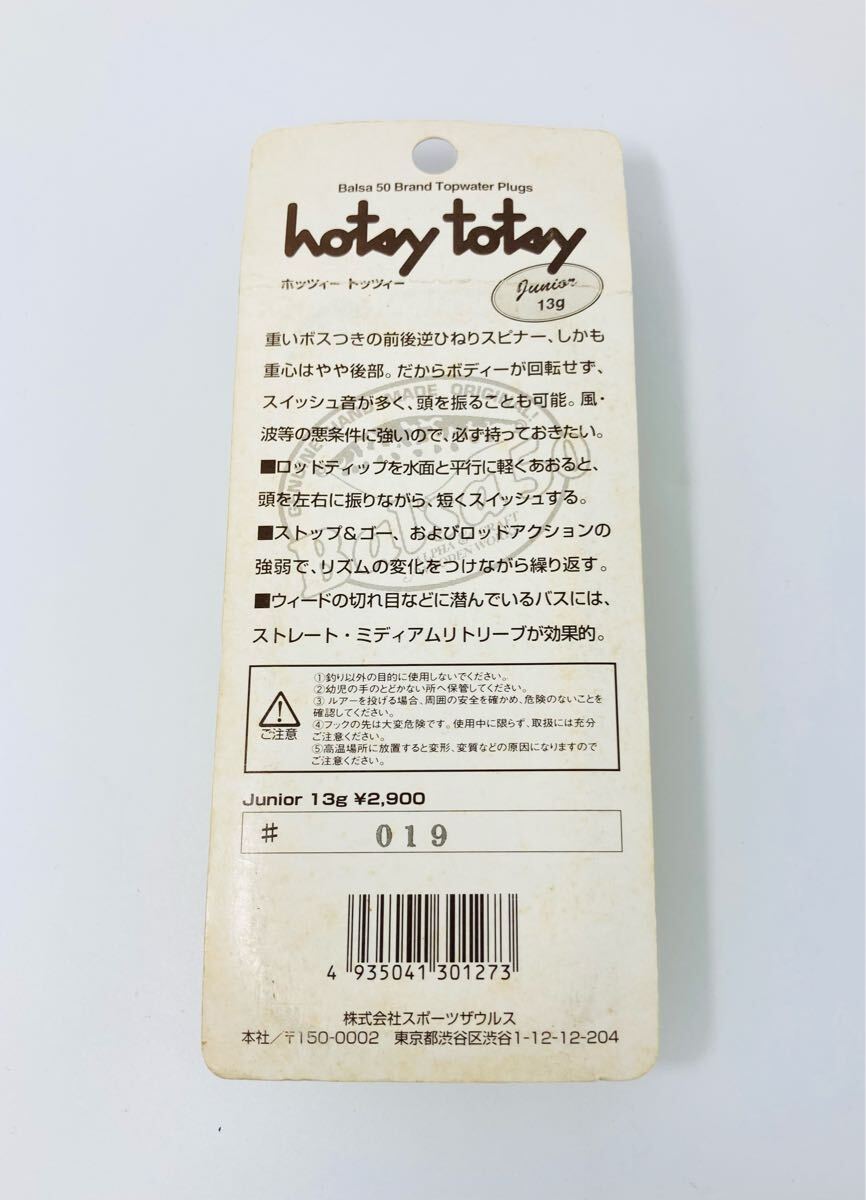 Balsa 50 Brand Topwater Plugs
hotsy totsy
ホッツィー トッツィー
Junior
13g
重いボスつきの前後逆ひねりスピナー、しかも
重心はやや後部。だからボディーが回転せず、
スイッシュ音が多く、頭を振ることも可能。風・
波等の悪条件に強いので、必ず持っておきたい。
■ロッドティップを水面と平行に軽くあおると、
頭を左右に振りながら、短くスイッシュする。
■ストップ&ゴー、およびロッドアクションの
強弱で、リズムの変化をつけながら繰り返す。
■ウィードの切れ目などに潜んでいるバスには、
ストレート・ミディアムリトリーブが効果的。
GENUINE HAND MADE ORIGINAL
Balsa50
ご注意
①釣り以外の目的に使用しないでください。
②幼児の手のとどかない所へ保管してください。
③ルアーを投げる場合、周囲の安全を確かめ、危険のないことを
確認してください。
④フックの先は大変危険です。使用中に限らず、取扱には充分
ご注意ください。
⑤高温場所に放置すると変形、変質などの原因になりますので
ご注意ください。
Junior 13g ¥2,900
# 019
4 935041 301273
株式会社スポーツザウルス
本社/〒150-0002 東京都渋谷区渋谷1-12-12-204